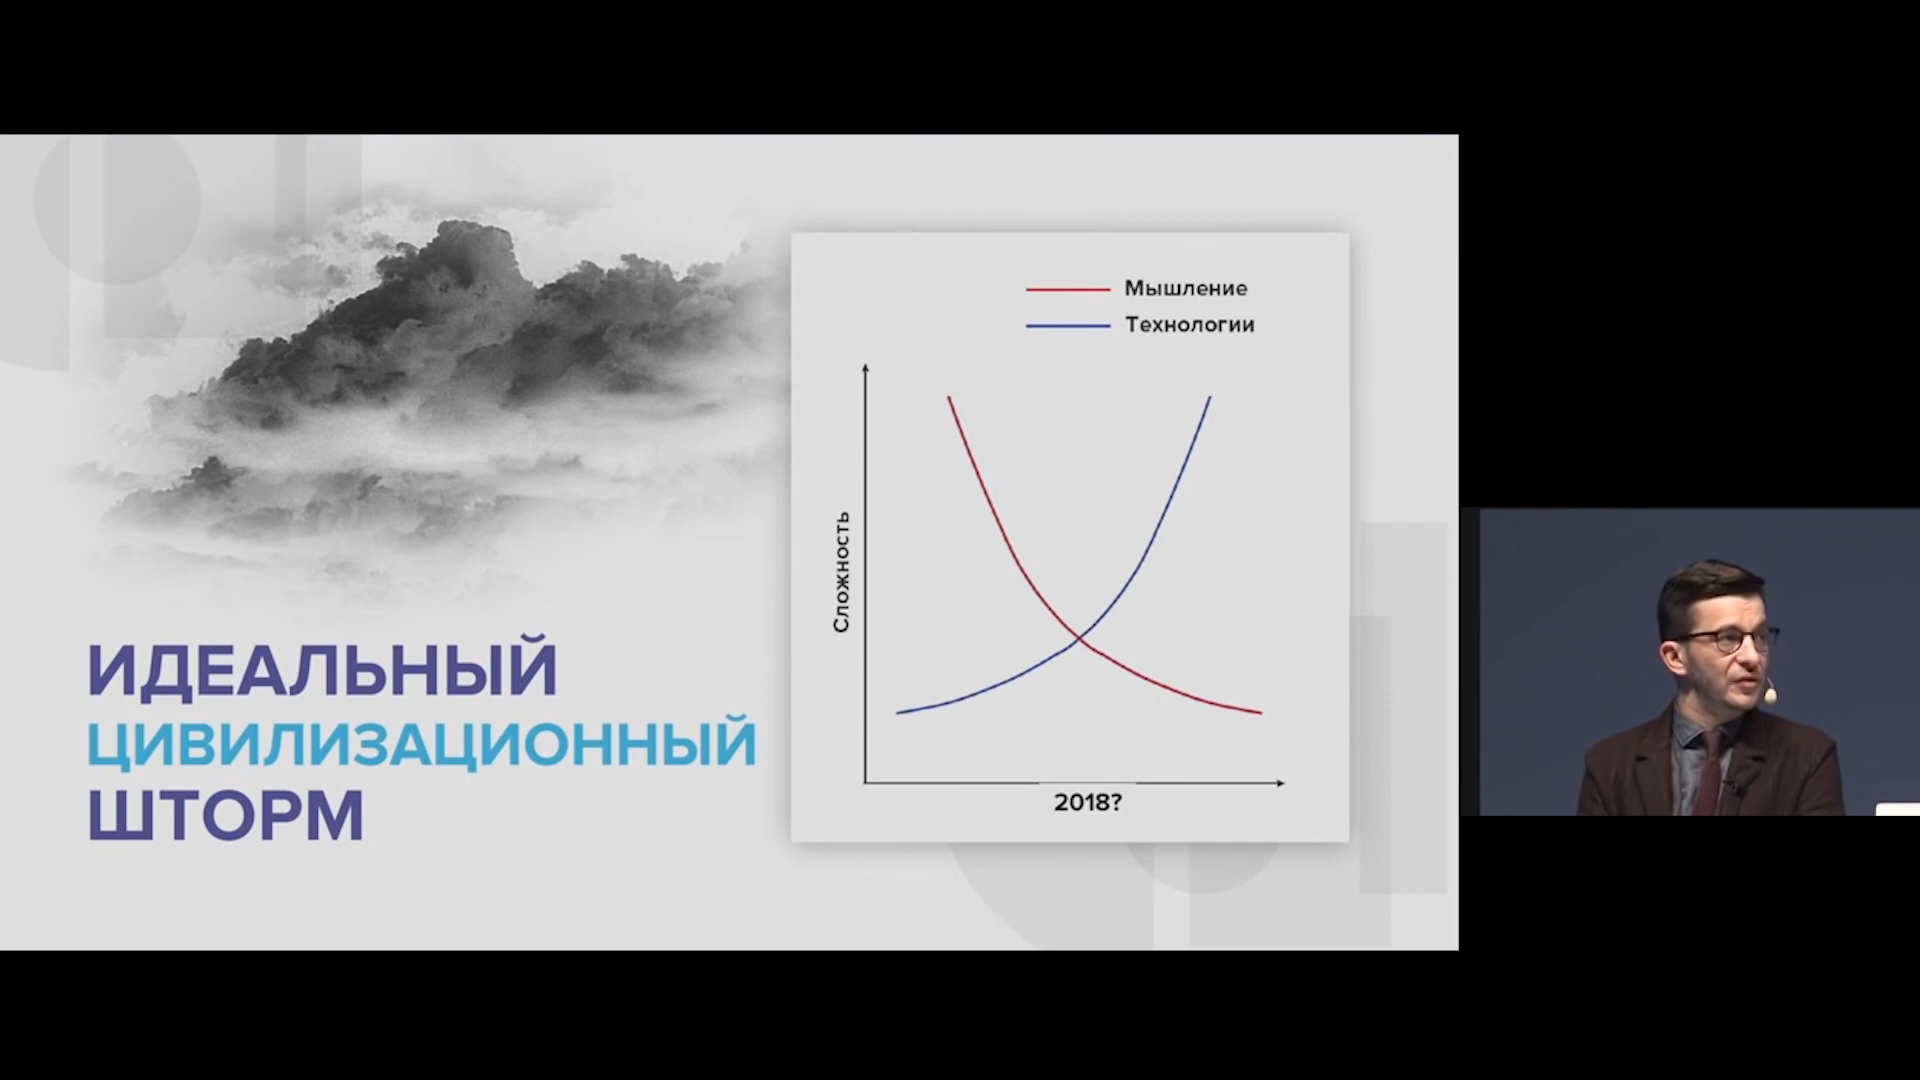 ИДЕАЛЬНЫЙ
ЦИВИЛИЗАЦИОННЫЙ
ШТОРМ
Мышление
Технологии
Сложность
2018?